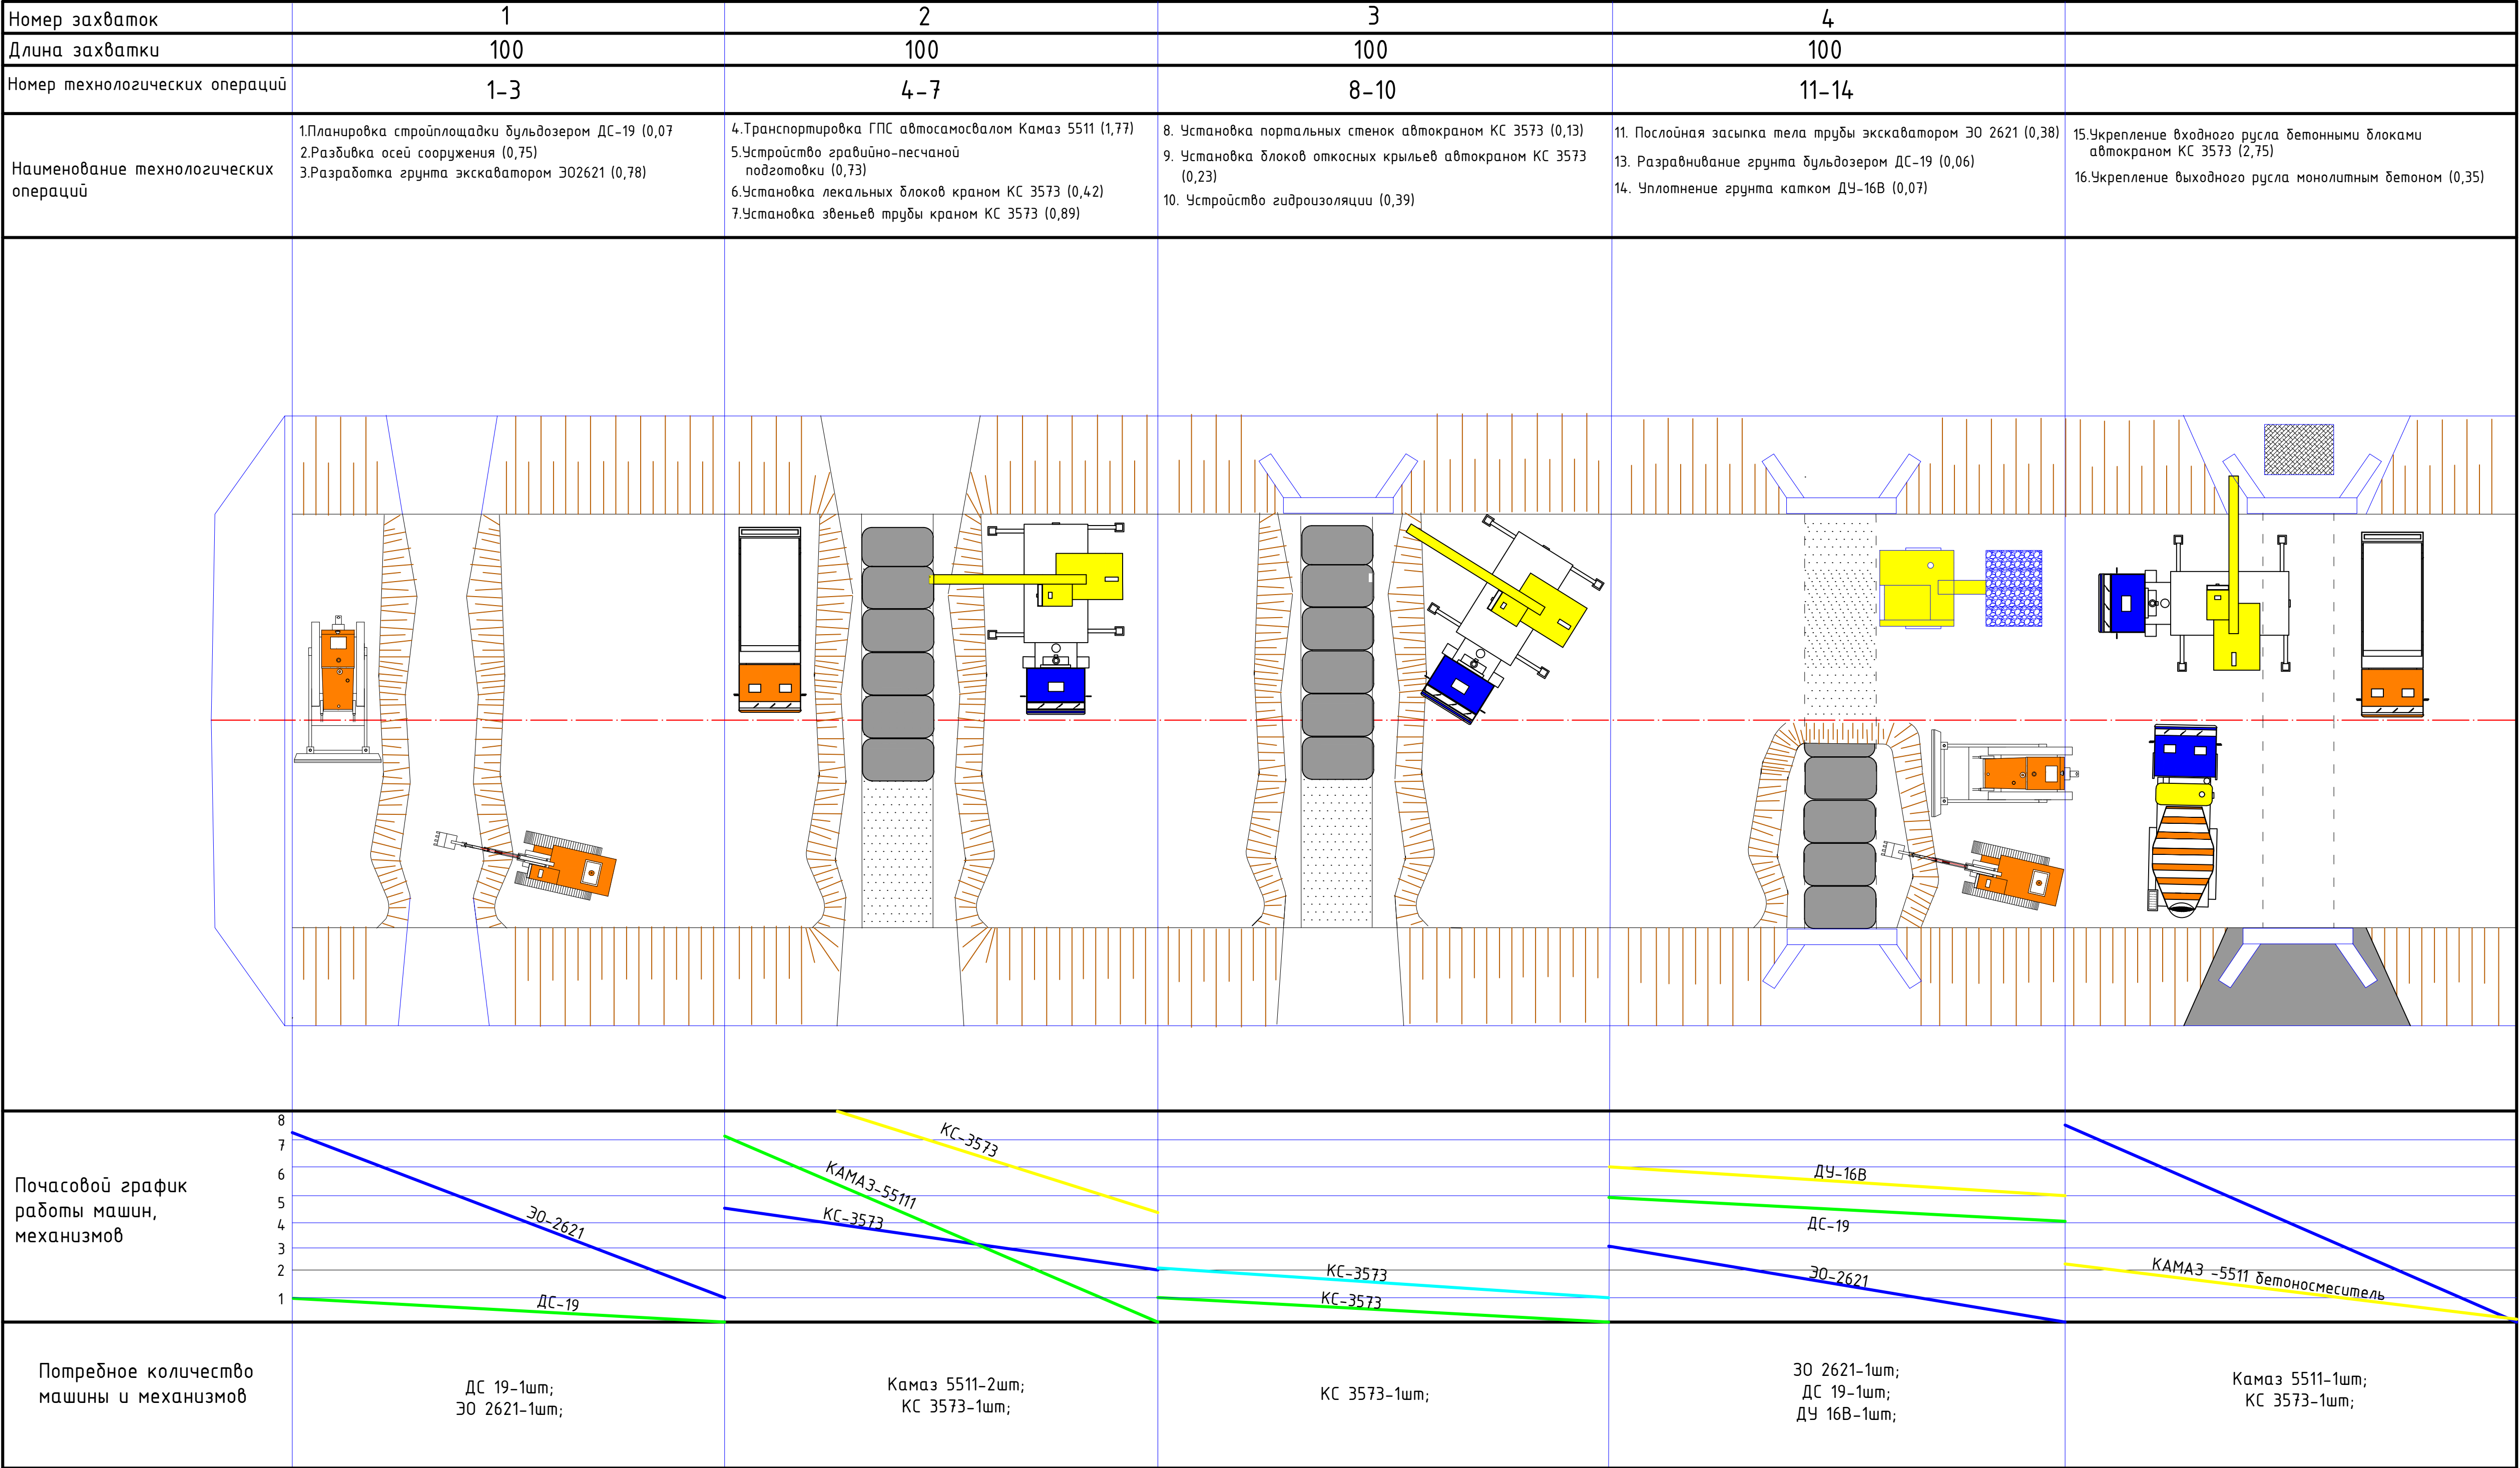 Номер захваток
1
2
3
4
Длина захватки
100
100
100
100
Номер технологических операций
1-3
4-7
8-10
11-14
Наименование технологических
операций
1.Планировка стройплощадки бульдозером ДС-19 (0,07
2.Разбивка осей сооружения (0,75)
3.Разработка грунта экскаватором ЭО2621 (0,78)
4.Транспортировка ГПС автосамосвалом Камаз 5511 (1,77)
5.Устройство гравийно-песчаной
подготовки (0,73)
6.Установка лекальных блоков краном КС 3573 (0,42)
7.Установка звеньев трубы краном КС 3573 (0,89)
8. Установка портальных стенок автокраном КС 3573 (0,13)
9. Установка блоков откосных крыльев автокраном КС 3573
(0,23)
10. Устройство гидроизоляции (0,39)
11. Послойная засыпка тела трубы экскаватором ЭО 2621 (0,38)
13. Разравнивание грунта бульдозером ДС-19 (0,06)
14. Уплотнение грунта катком ДУ-16В (0,07)
15.Укрепление входного русла бетонными блоками
автокраном КС 3573 (2,75)
16.Укрепление выходного русла монолитным бетоном (0,35)
Почасовой график
работы машин,
механизмов
8
7
6
5
4
3
2
1
ЭО-2621
ДС-19
КС-3573
КАМАЗ-55111
КС-3573
КС-3573
КС-3573
ДУ-16В
ДС-19
ЭО-2621
КАМАЗ -5511 бетоносмеситель
Потребное количество
машины и механизмов
ДС 19-1шт;
ЭО 2621-1шт;
Камаз 5511-2шт;
КС 3573-1шт;
КС 3573-1шт;
ЗО 2621-1шт;
ДС 19-1шт;
ДУ 16В-1шт;
Камаз 5511-1шт;
КС 3573-1шт;